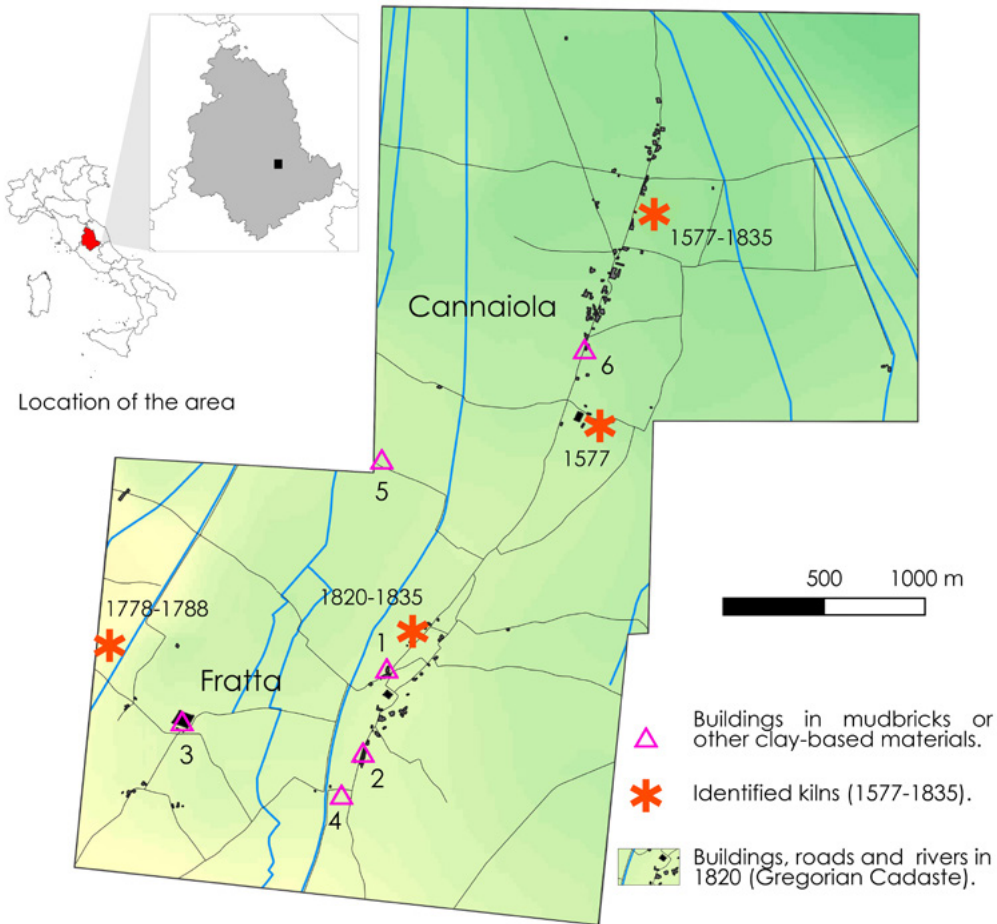 Location of the area
Cannaiola
1577-1835
6
1577
5
500 1000 m
1778-1788
1820-1835
1
Fratta
3
2
4
Buildings in mudbricks or
other clay-based materials.
Identified kilns (1577-1835).
Buildings, roads and rivers in
1820 (Gregorian Cadaste).